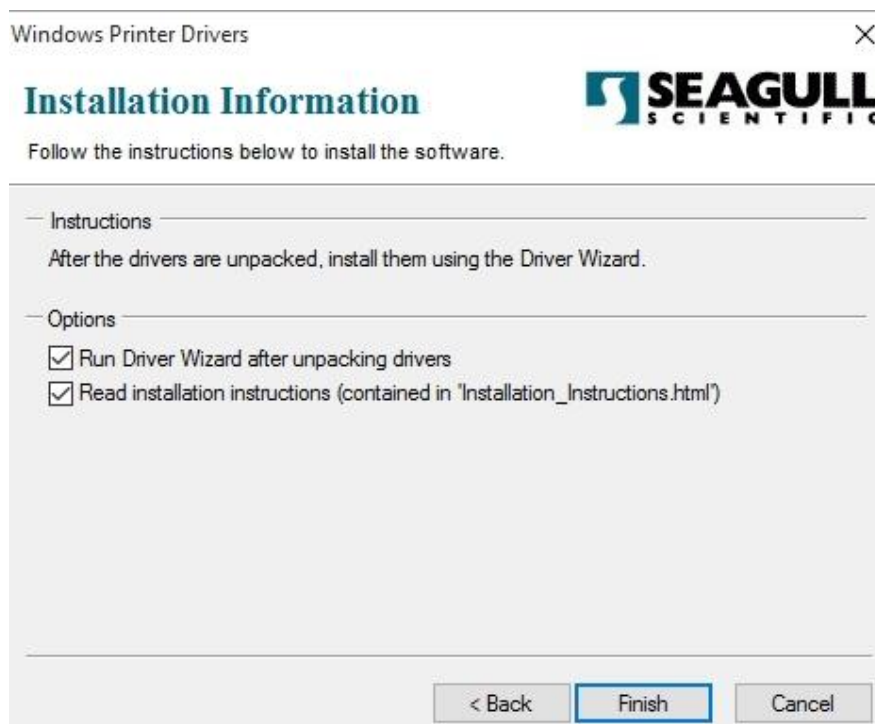 Windows Printer Drivers
Installation Information
SEAGULL
SCIENTIFIC
Follow the instructions below to install the software.
Instructions
After the drivers are unpacked, install them using the Driver Wizard.
Options
Run Driver Wizard after unpacking drivers
Read installation instructions (contained in 'Installation_Instructions.html')
< Back Finish Cancel